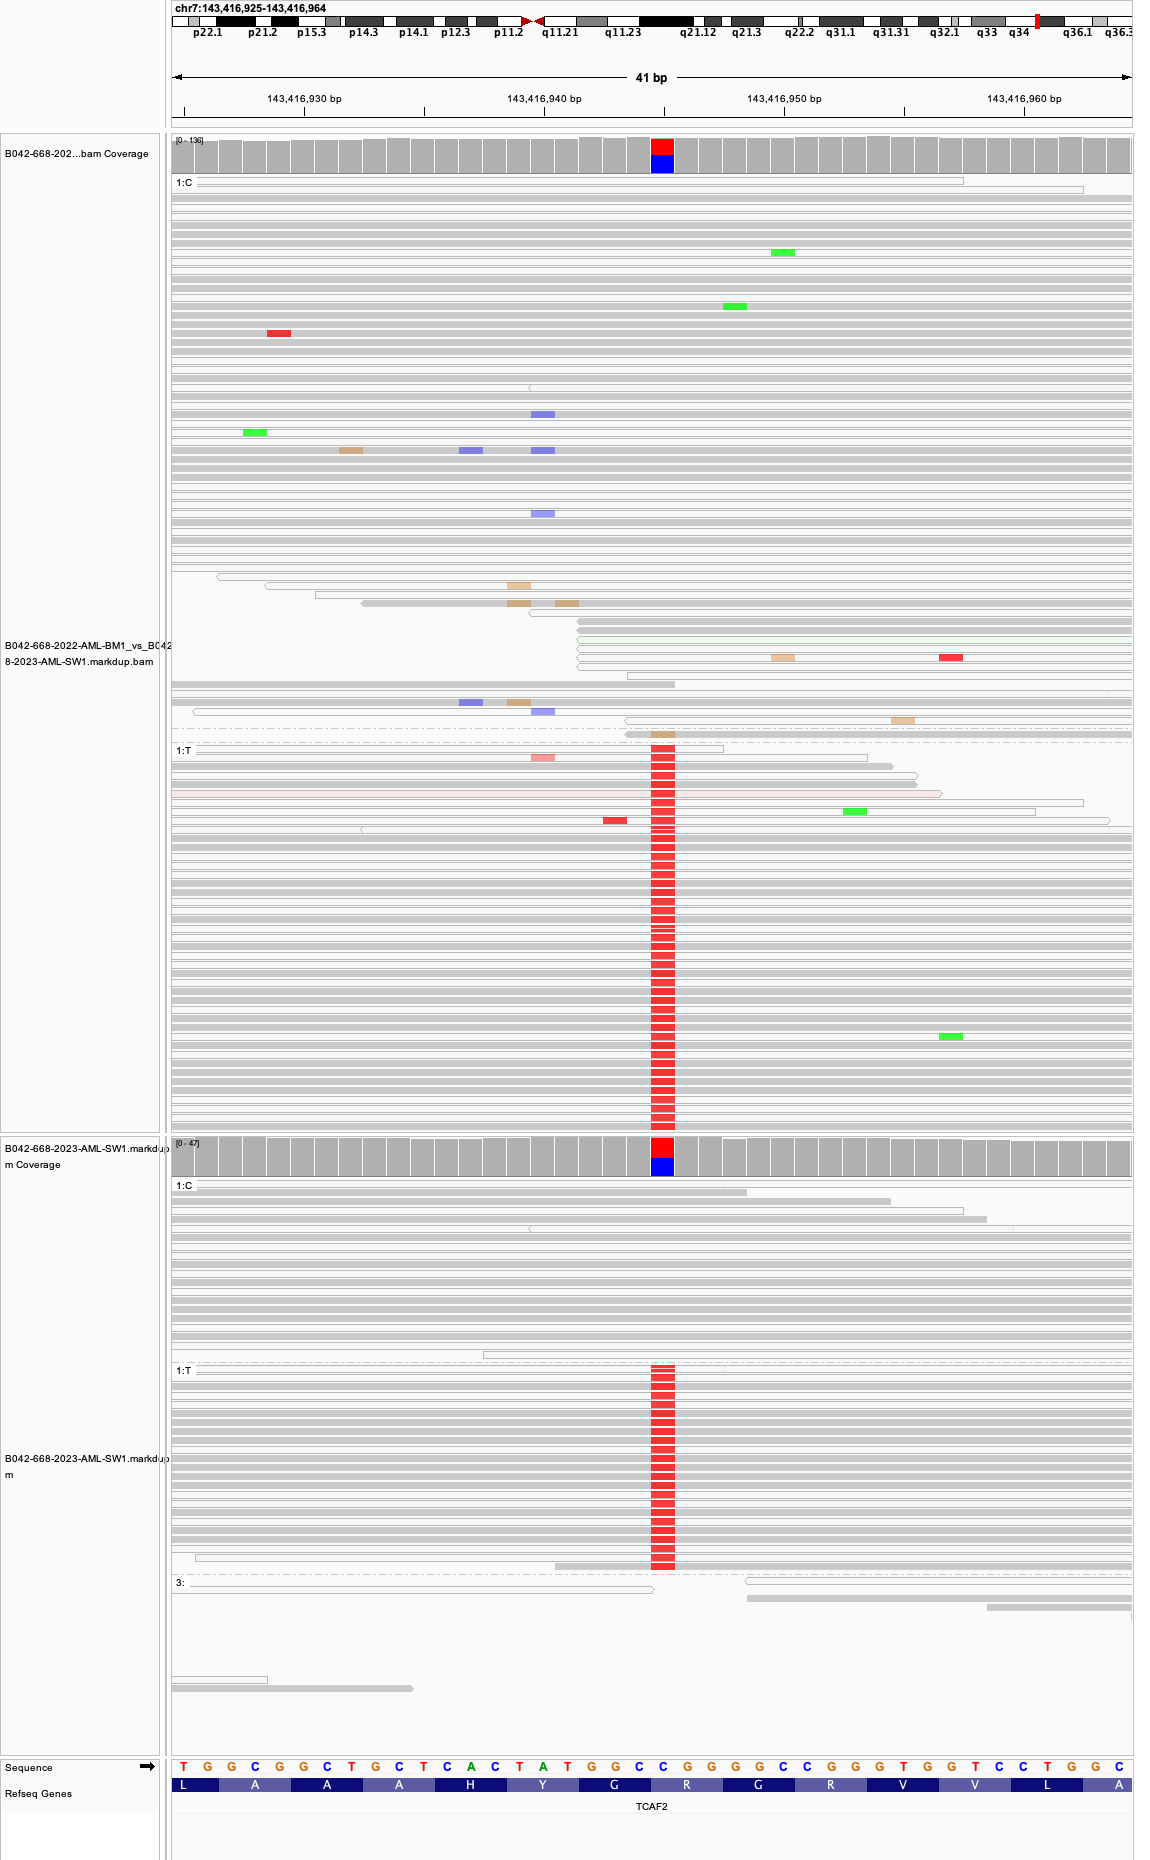 chr7:143,416,925-143,416,964
p22.1 p21.2 p15.3 p14.3 p14.1 p12.3 p11.2 q11.21 q11.23 q21.12 q21.3 q22.2 q31.1 q31.31 q32.1 q33 q34 q36.1 q36.3
41 bp
143,416,930 bp 143,416,940 bp 143,416,950 bp 143,416,960 bp
[0 - 136]
B042-668-202...bam Coverage
1:C
B042-668-2022-AML-BM1_vs_B042
8-2023-AML-SW1.markdup.bam
1:T
[0 - 47]
B042-668-2023-AML-SW1.markdup
m Coverage
1:C
1:T
B042-668-2023-AML-SW1.markdup
m
3:
Sequence T G G C G G C T G C T C A C T A T G G C C G G G G C C G G G T G G T C C T G G C
Refseq Genes L A A A H Y G R G R V V L A
TCAF2